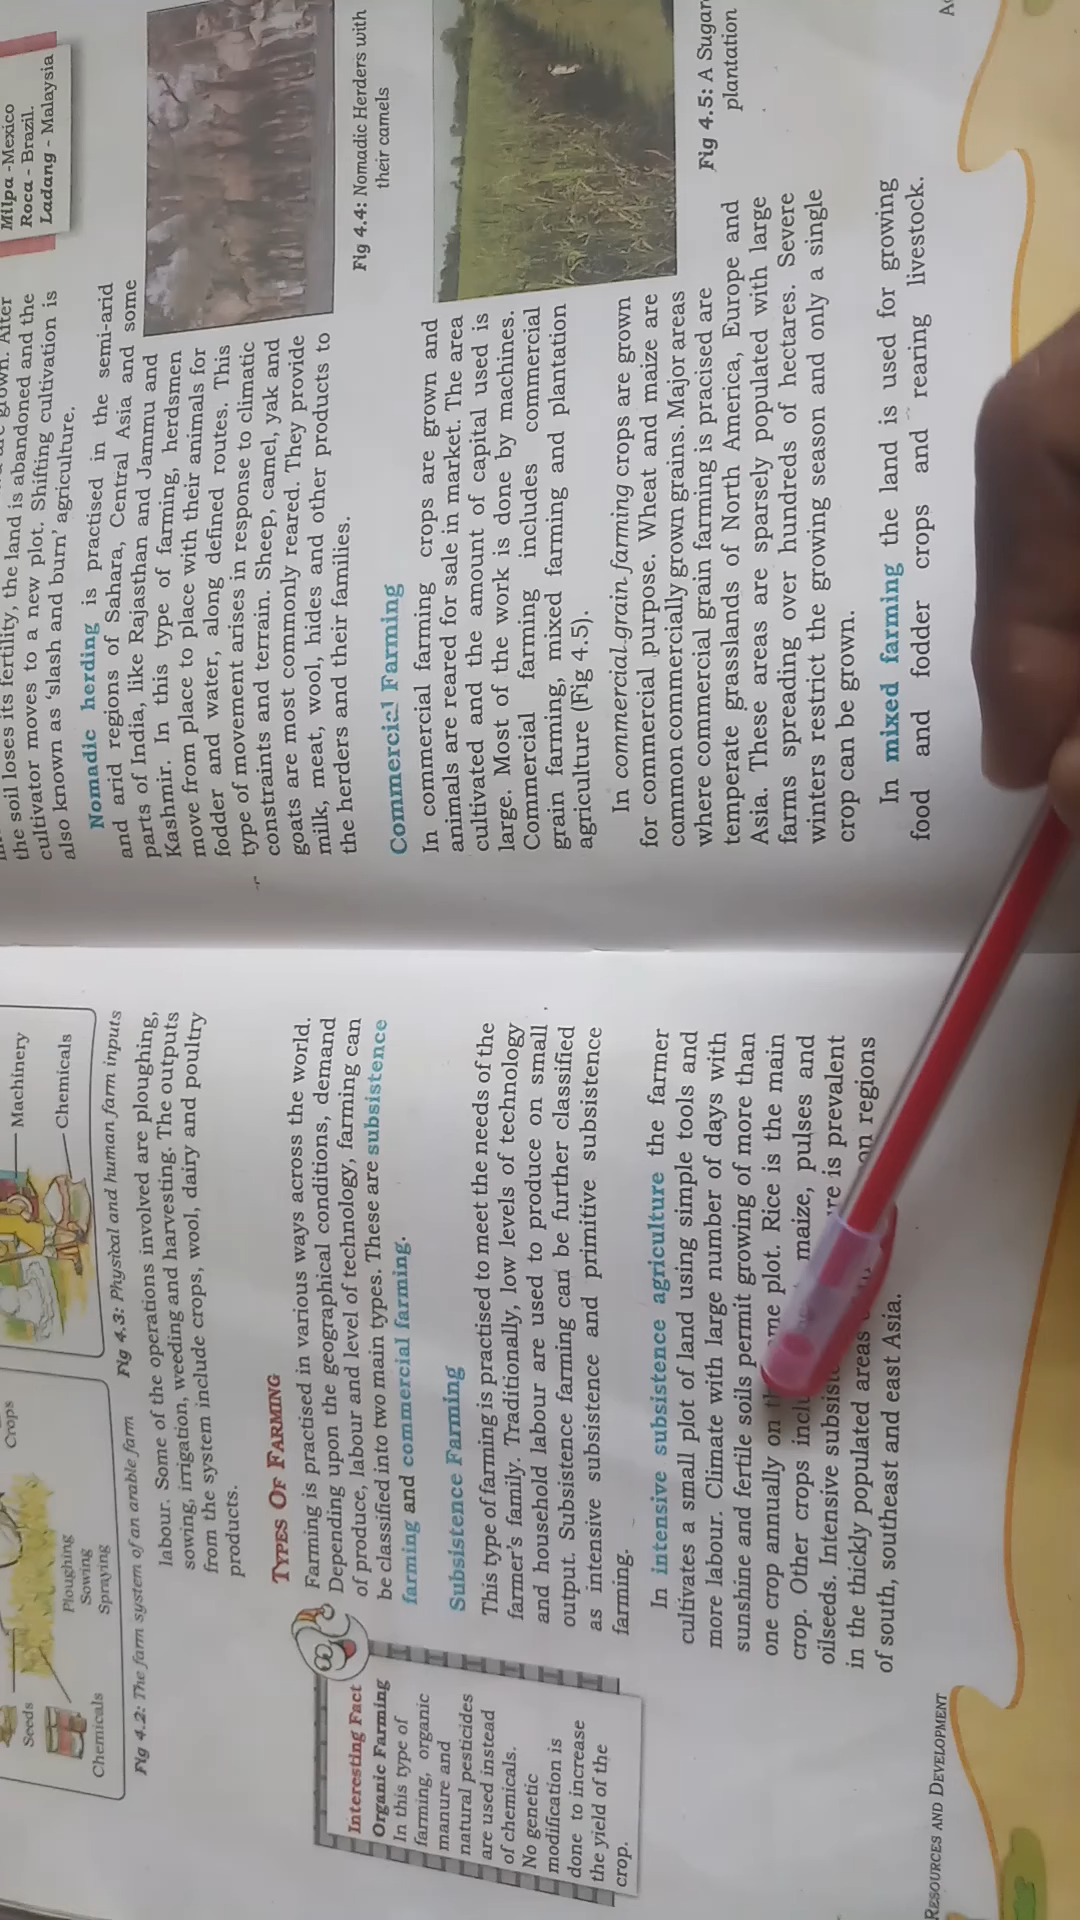 Seeds
Chemicals
Ploughing
Sowing
Spraying
Crops
Fig 4.2: The farm system of an arable farm
Machinery
Chemicals
Fig 4.3: Physical and human farm inputs
labour. Some of the operations involved are ploughing,
sowing, irrigation, weeding and harvesting. The outputs
from the system include crops, wool, dairy and poultry
products.
TYPES OF FARMING
Farming is practised in various ways across the world.
Depending upon the geographical conditions, demand
of produce, labour and level of technology, farming can
be classified into two main types. These are subsistence
farming and commercial farming.
Subsistence Farming
This type of farming is practised to meet the needs of the
farmer's family. Traditionally, low levels of technology
and household labour are used to produce on small
output. Subsistence farming can be further classified
as intensive subsistence and primitive subsistence
farming.
In intensive subsistence agriculture the farmer
cultivates a small plot of land using simple tools and
more labour. Climate with large number of days with
sunshine and fertile soils permit growing of more than
one crop annually on plot. Rice is the main
crop. Other crops maize, pulses and
oilseeds. Intensive is prevalent
in the thickly populated areas regions
of south, southeast and east Asia.
Interesting Fact
Organic Farming
In this type of
farming, organic
manure and
natural pesticides
are used instead
of chemicals.
No genetic
modification is
done to increase
the yield of the
crop.
RESOURCES AND DEVELOPMENT
the soil loses its fertility, the land is abandoned and the
cultivator moves to a new plot. Shifting cultivation is
also known as 'slash and burn' agriculture.
Milpa -Mexico
Roca - Brazil.
Ladang - Malaysia
Nomadic herding is practised in the semi-arid
and arid regions of Sahara, Central Asia and some
parts of India, like Rajasthan and Jammu and
Kashmir. In this type of farming, herdsmen
move from place to place with their animals for
fodder and water, along defined routes. This
type of movement arises in response to climatic
constraints and terrain. Sheep, camel, yak and
goats are most commonly reared. They provide
milk, meat, wool, hides and other products to
the herders and their families.
Fig 4.4: Nomadic Herders with
their camels
Commercial Farming
In commercial farming crops are grown and
animals are reared for sale in market. The area
cultivated and the amount of capital used is
large. Most of the work is done by machines.
Commercial farming includes commercial
grain farming, mixed farming and plantation
agriculture (Fig 4.5).
In commercial grain farming crops are grown
for commercial purpose. Wheat and maize are
common commercially grown grains. Major areas
where commercial grain farming is pracised are
temperate grasslands of North America, Europe and
Asia. These areas are sparsely populated with large
farms spreading over hundreds of hectares. Severe
winters restrict the growing season and only a single
crop can be grown.
Fig 4.5: A Sugar
plantation
In mixed farming the land is used for growing
food and fodder crops and rearing livestock.